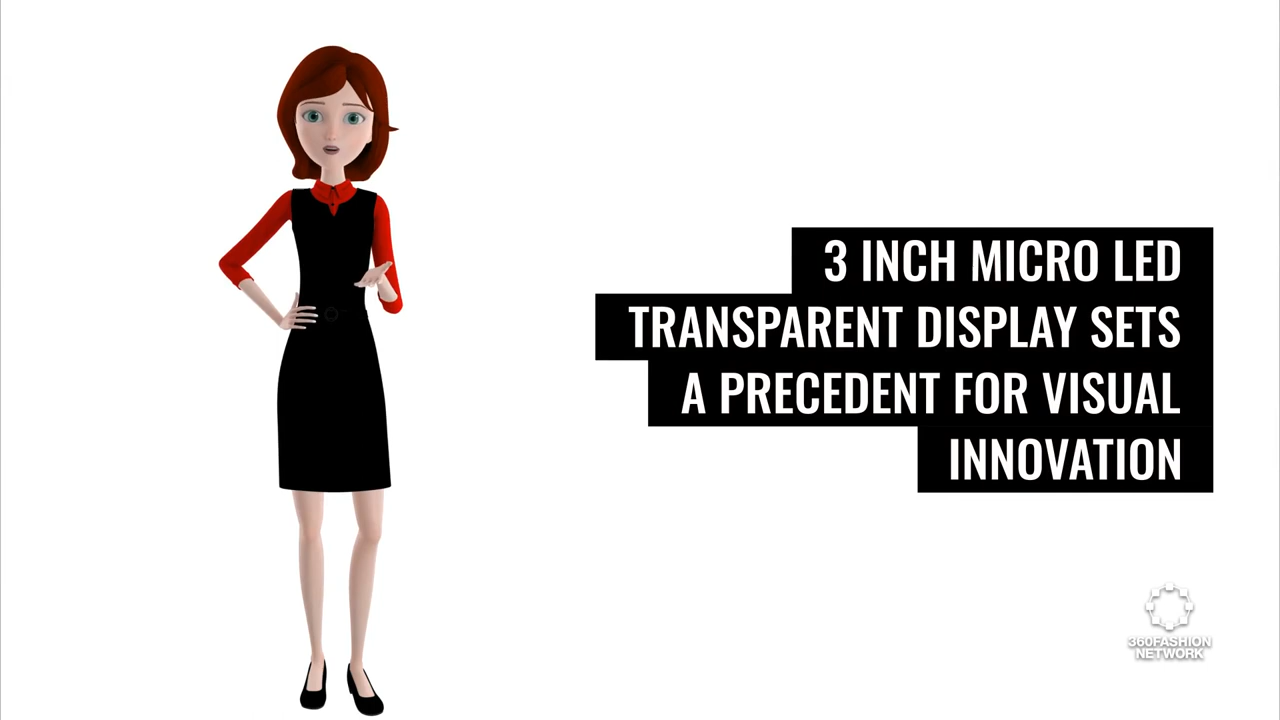 3 INCH MICRO LED
TRANSPARENT DISPLAY SETS
A PRECEDENT FOR VISUAL
INNOVATION
360FASHION
NETWORK